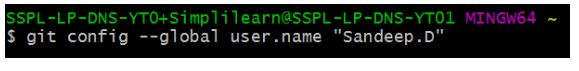 SSPL-LP-DNS-YT0+Simplilearn@SSPL-LP-DNS-YT01 MINGW64 ~
$ git config --global user.name "Sandeep.D"